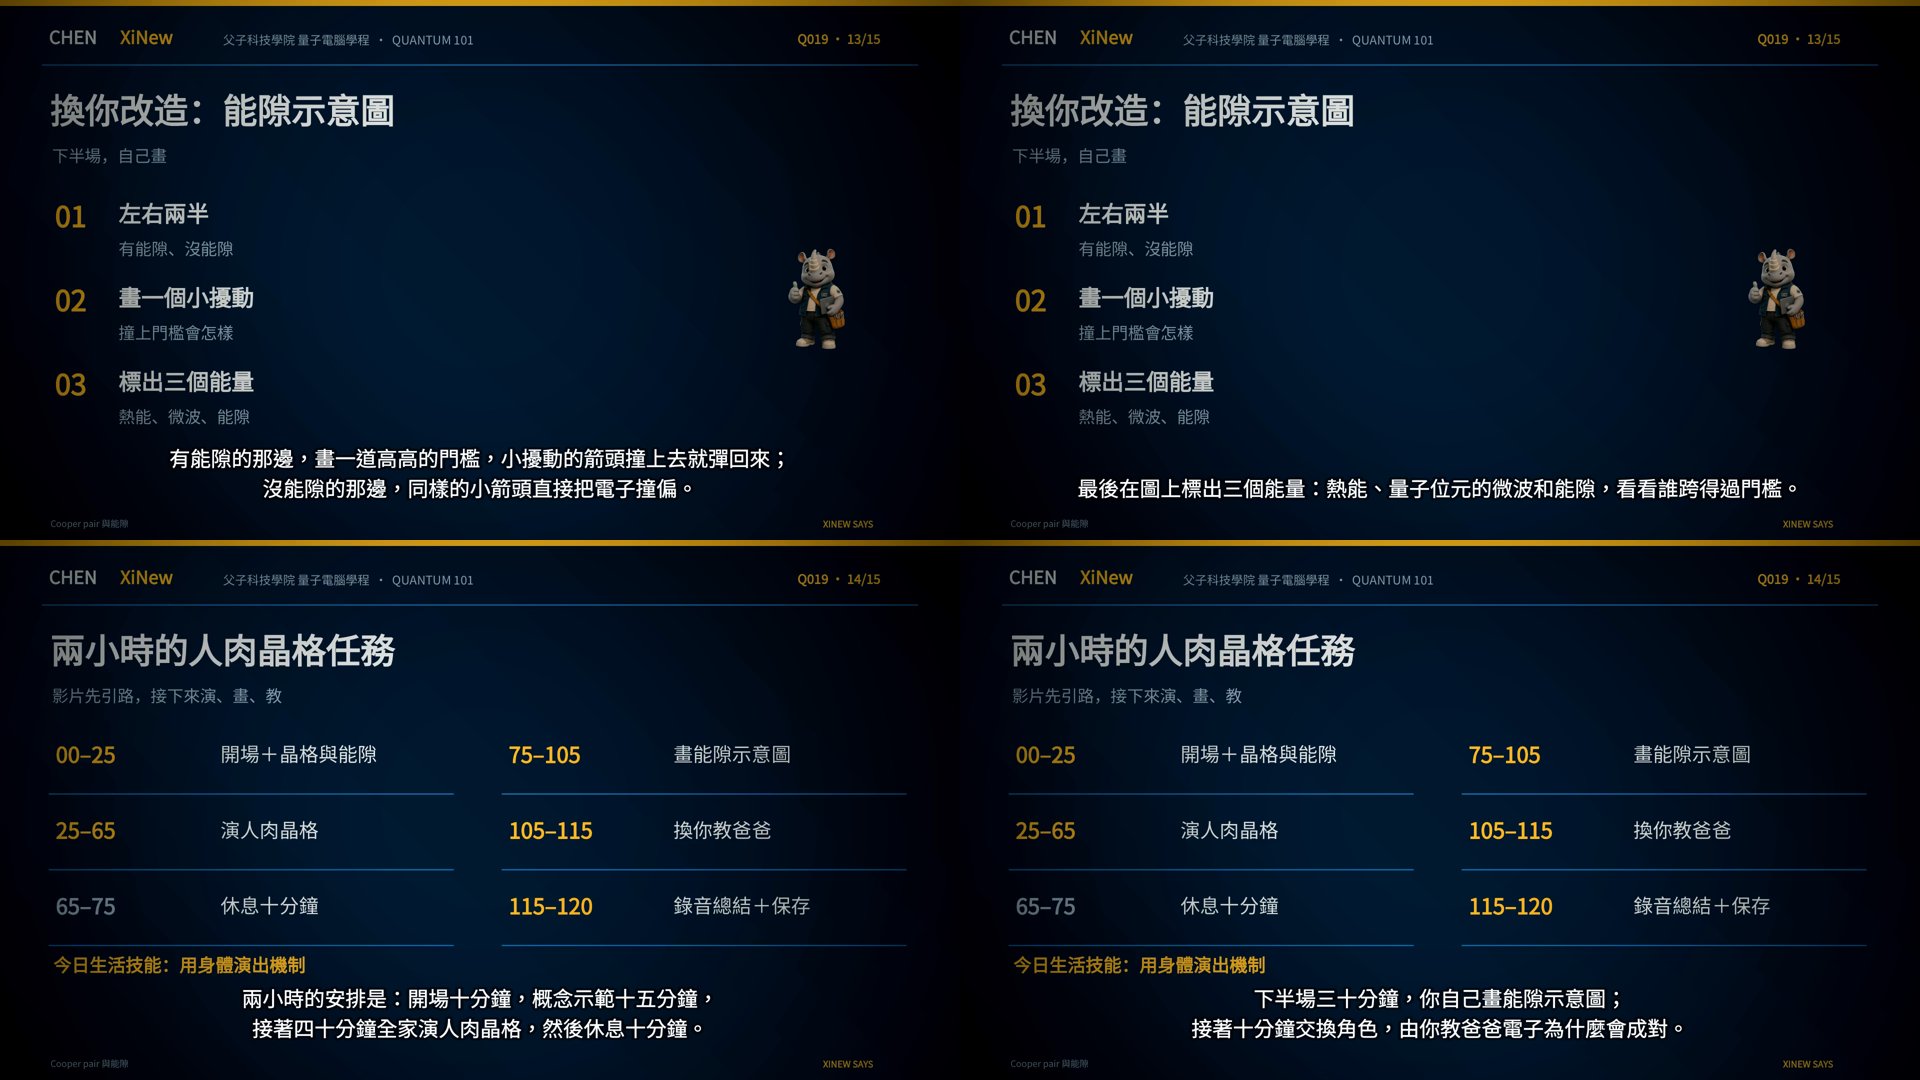 CHEN XiNew 父子科技學院 量子電腦學程 · QUANTUM 101 Q019 · 13/15
換你改造：能隙示意圖
下半場，自己畫
01 左右兩半
有能隙、沒能隙
02 畫一個小擾動
撞上門檻會怎樣
03 標出三個能量
熱能、微波、能隙
有能隙的那邊，畫一道高高的門檻，小擾動的箭頭撞上去就彈回來；
沒能隙的那邊，同樣的小箭頭直接把電子撞偏。
Cooper pair 與能隙 XINEW SAYS
CHEN XiNew 父子科技學院 量子電腦學程 · QUANTUM 101 Q019 · 13/15
換你改造：能隙示意圖
下半場，自己畫
01 左右兩半
有能隙、沒能隙
02 畫一個小擾動
撞上門檻會怎樣
03 標出三個能量
熱能、微波、能隙
最後在圖上標出三個能量：熱能、量子位元的微波和能隙，看看誰跨得過門檻。
Cooper pair 與能隙 XINEW SAYS
CHEN XiNew 父子科技學院 量子電腦學程 · QUANTUM 101 Q019 · 14/15
兩小時的人肉晶格任務
影片先引路，接下來演、畫、教
00–25 開場＋晶格與能隙 75–105 畫能隙示意圖
25–65 演人肉晶格 105–115 換你教爸爸
65–75 休息十分鐘 115–120 錄音總結＋保存
今日生活技能：用身體演出機制
兩小時的安排是：開場十分鐘，概念示範十五分鐘，
接著四十分鐘全家演人肉晶格，然後休息十分鐘。
Cooper pair 與能隙 XINEW SAYS
CHEN XiNew 父子科技學院 量子電腦學程 · QUANTUM 101 Q019 · 14/15
兩小時的人肉晶格任務
影片先引路，接下來演、畫、教
00–25 開場＋晶格與能隙 75–105 畫能隙示意圖
25–65 演人肉晶格 105–115 換你教爸爸
65–75 休息十分鐘 115–120 錄音總結＋保存
今日生活技能：用身體演出機制
下半場三十分鐘，你自己畫能隙示意圖；
接著十分鐘交換角色，由你教爸爸電子為什麼會成對。
Cooper pair 與能隙 XINEW SAYS